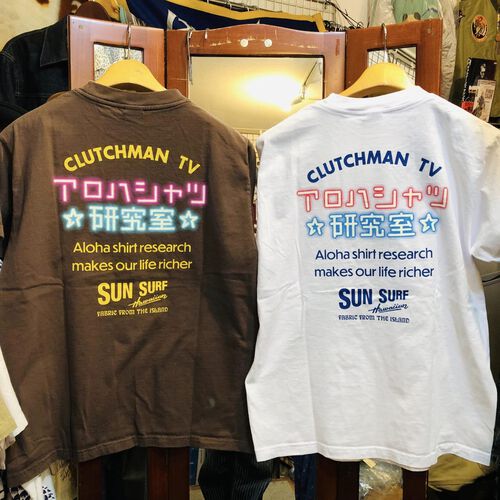 CLUTCHMAN TV
アロハシャツ
☆研究室☆
Aloha shirt research
makes our life richer
SUN SURF
Hawaiian
FABRIC FROM THE ISLAND
CLUTCHMAN TV
アロハシャツ
☆研究室☆
Aloha shirt research
makes our life richer
SUN SURF
Hawaiian
FABRIC FROM THE ISLAND